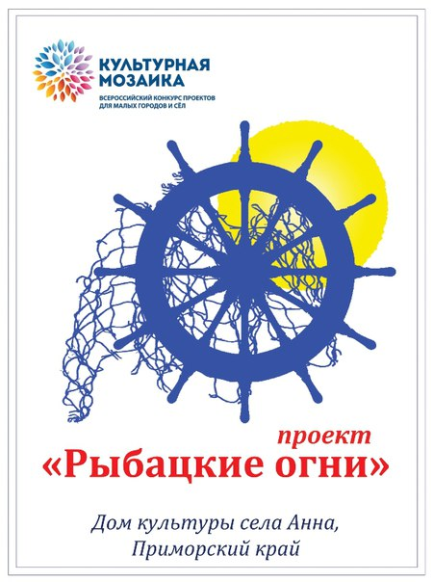 КУЛЬТУРНАЯ
МОЗАИКА
ВСЕРОССИЙСКИЙ КОНКУРС ПРОЕКТОВ
ДЛЯ МАЛЫХ ГОРОДОВ И СЁЛ
проект
«Рыбацкие огни»
Дом культуры села Анна,
Приморский край